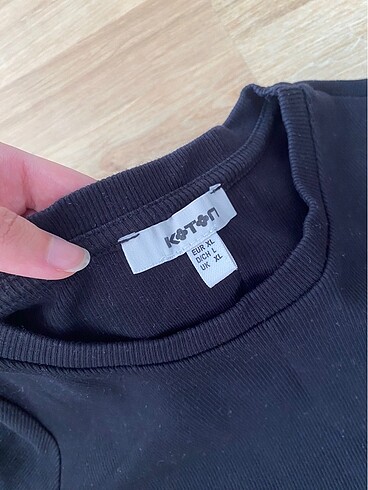 KOTON
EUR XL
D/CH L
UK XL